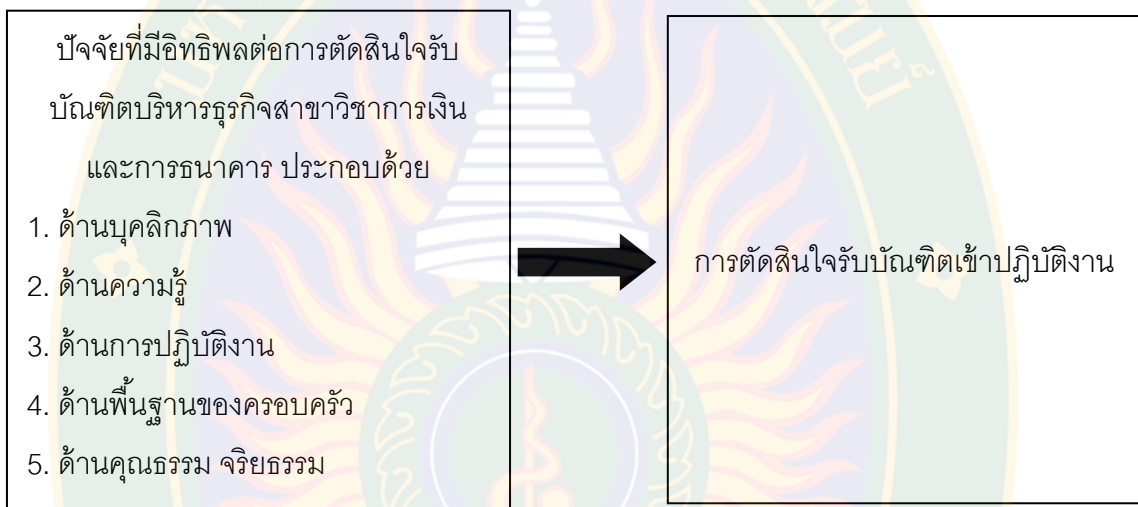 ปัจจัยที่มีอิทธิพลต่อการตัดสินใจรับ
บัณฑิตบริหารธุรกิจสาขาวิชาการเงิน
และการธนาคาร ประกอบด้วย
1. ด้านบุคลิกภาพ
2. ด้านความรู้
3. ด้านการปฏิบัติงาน
4. ด้านพื้นฐานของครอบครัว
5. ด้านคุณธรรม จริยธรรม
การตัดสินใจรับบัณฑิตเข้าปฏิบัติงาน